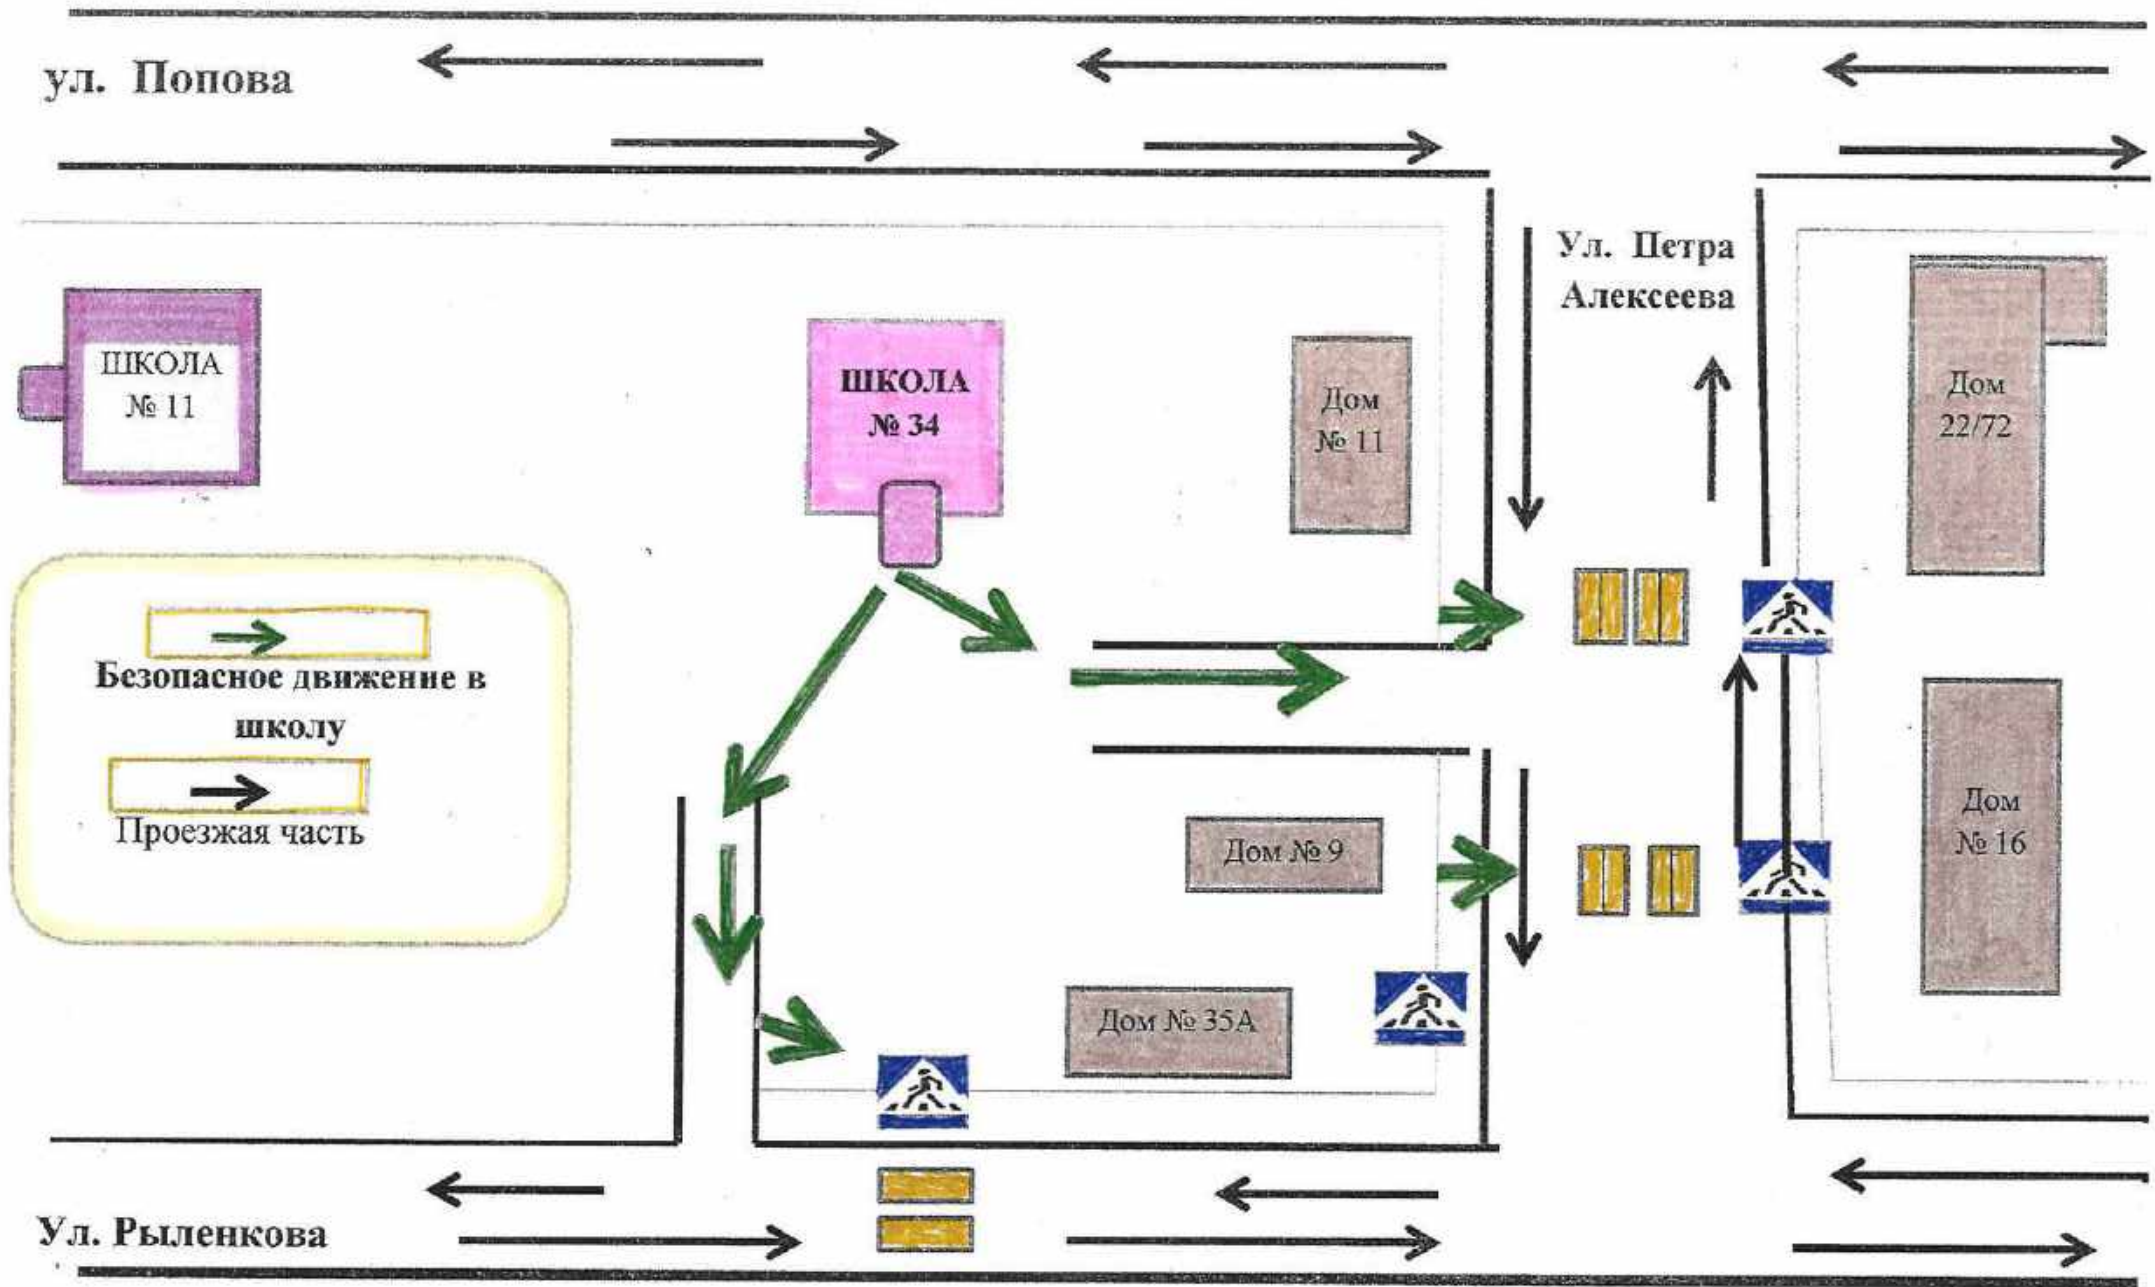 ул. Попова
Ул. Петра
Алексеева
ШКОЛА
№ 11
ШКОЛА
№ 34
Дом
№ 11
Дом
22/72
Безопасное движение в
школу
Проезжая часть
Дом № 9
Дом
№ 16
Дом № 35А
Ул. Рыленкова